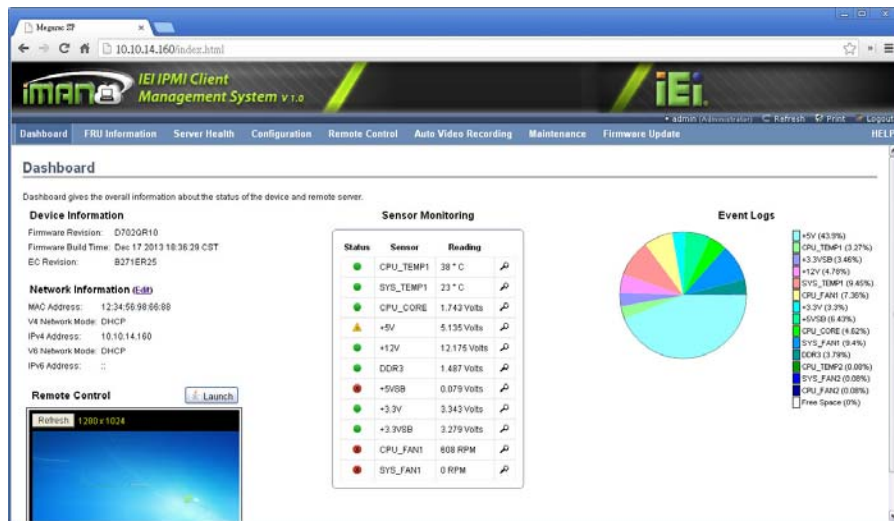 Megarac SP
10.10.14.160/index.html
iMAN
IEI IPMI Client
Management System V 1.0
iEi
• admin (Administrator) Refresh Print Logout
Dashboard FRU Information Server Health Configuration Remote Control Auto Video Recording Maintenance Firmware Update HELP
Dashboard
Dashboard gives the overall information about the status of the device and remote server.
Device Information
Firmware Revision: D702QR10
Firmware Build Time: Dec 17 2013 18:36:29 CST
EC Revision: B271ER25
Network Information (Edit)
MAC Address: 12:34:56:98:66:88
V4 Network Mode: DHCP
IPv4 Address: 10.10.14.160
V6 Network Mode: DHCP
IPv6 Address: ::
Remote Control Launch
Refresh 1280 x 1024
Sensor Monitoring
Status Sensor Reading
CPU_TEMP1 38 ° C
SYS_TEMP1 23 ° C
CPU_CORE 1.743 Volts
+5V 5.135 Volts
+12V 12.175 Volts
DDR3 1.487 Volts
+5VSB 0.079 Volts
+3.3V 3.343 Volts
+3.3VSB 3.279 Volts
CPU_FAN1 608 RPM
SYS_FAN1 0 RPM
Event Logs
+5V (43.9%)
CPU_TEMP1 (3.27%)
+3.3VSB (3.46%)
+12V (4.78%)
SYS_TEMP1 (9.45%)
CPU_FAN1 (7.35%)
+3.3V (3.3%)
+5VSB (6.43%)
CPU_CORE (4.82%)
SYS_FAN1 (9.4%)
DDR3 (3.79%)
CPU_TEMP2 (0.08%)
SYS_FAN2 (0.08%)
CPU_FAN2 (0.08%)
Free Space (0%)